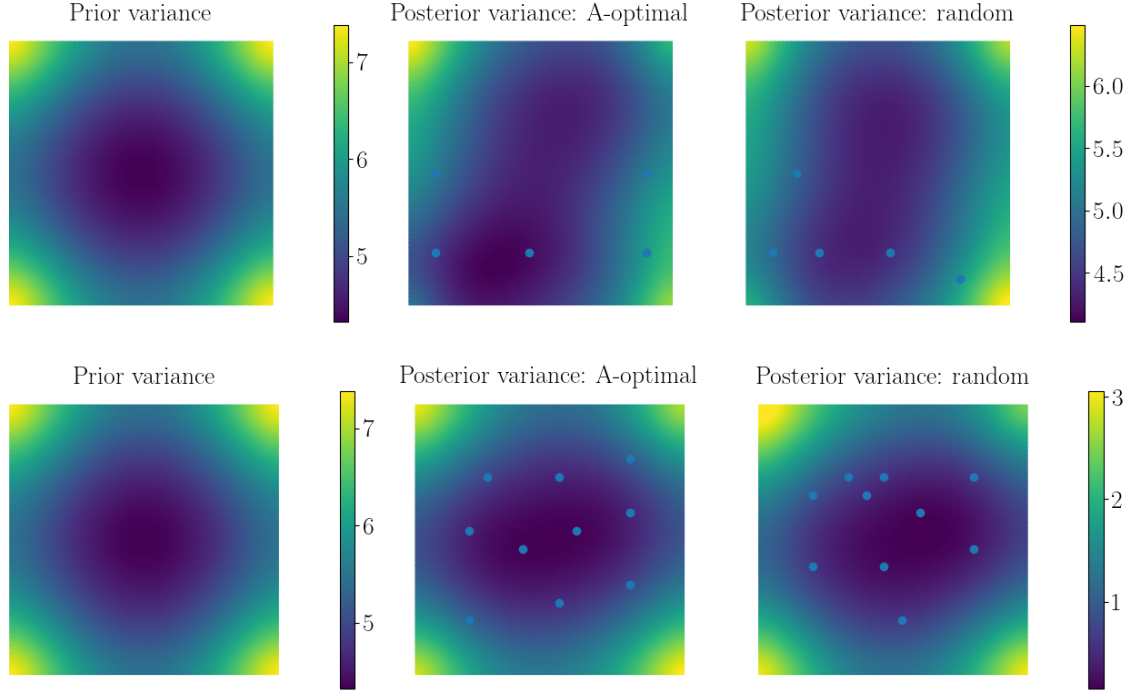 Prior variance
Posterior variance: A-optimal
Posterior variance: random
7
6
5
6.0
5.5
5.0
4.5
Prior variance
Posterior variance: A-optimal
Posterior variance: random
7
6
5
3
2
1